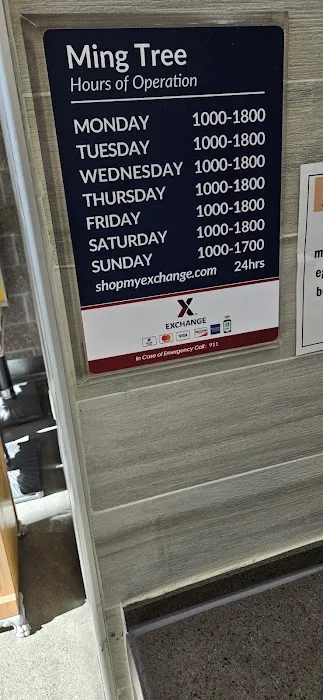 Ming Tree
Hours of Operation
MONDAY 1000-1800
TUESDAY 1000-1800
WEDNESDAY 1000-1800
THURSDAY 1000-1800
FRIDAY 1000-1800
SATURDAY 1000-1800
SUNDAY 1000-1700
shopmyexchange.com 24hrs
X
EXCHANGE
VISA
In Case of Emergency Call: 911